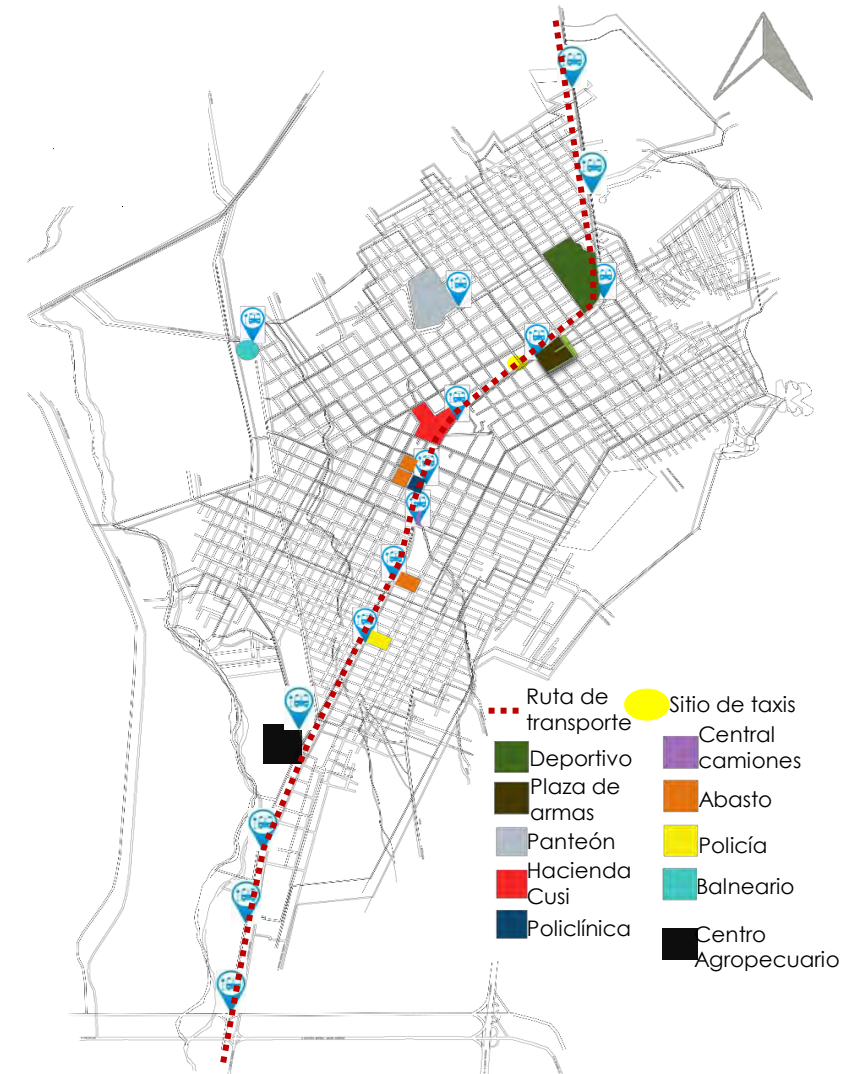 Ruta de
transporte
Sitio de taxis
Deportivo
Central
camiones
Plaza de
armas
Abasto
Panteón
Policía
Hacienda
Cusi
Balneario
Policlínica
Centro
Agropecuario